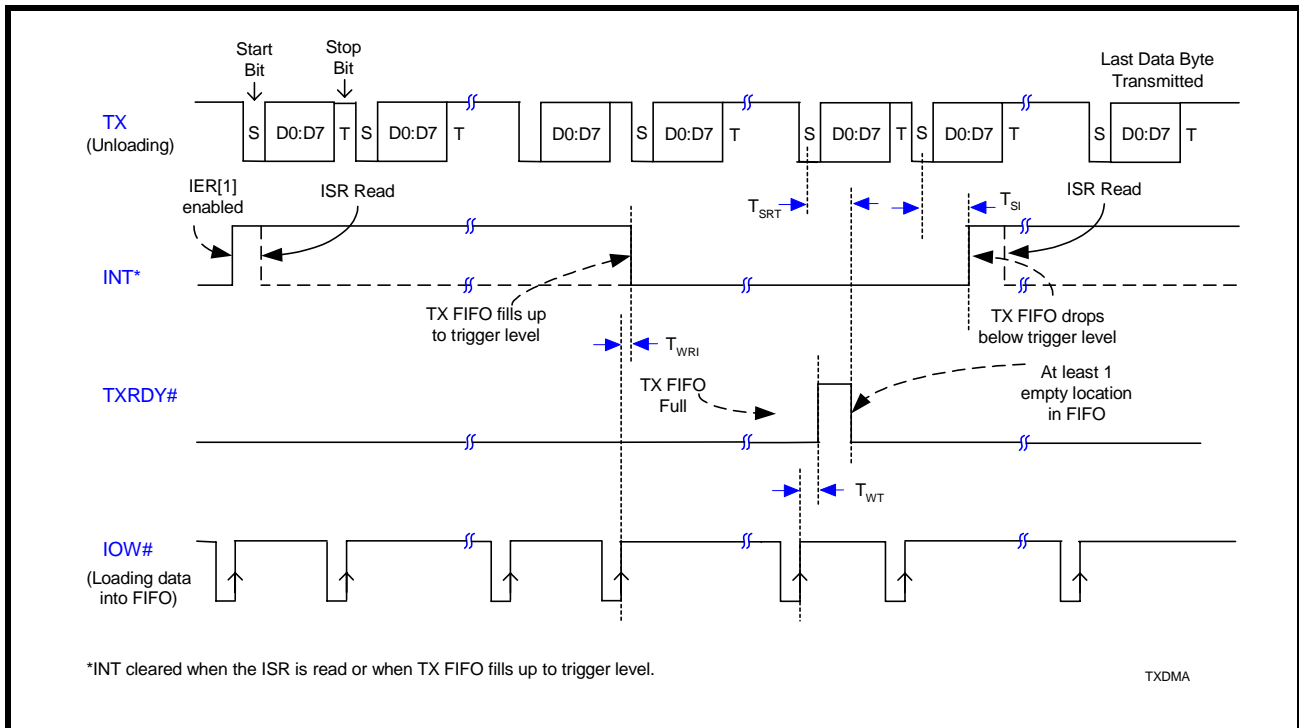 Start
Bit
Stop
Bit
Last Data Byte
Transmitted
TX
(Unloading)
S D0:D7 T S D0:D7 T D0:D7 S D0:D7 T S D0:D7 T S D0:D7 T S D0:D7 T
IER[1]
enabled
ISR Read
TSRT
TSI
ISR Read
INT*
TX FIFO fills up
to trigger level
TX FIFO drops
below trigger level
TWRI
TXRDY#
TX FIFO
Full
At least 1
empty location
in FIFO
TWT
IOW#
(Loading data
into FIFO)
*INT cleared when the ISR is read or when TX FIFO fills up to trigger level.
TXDMA